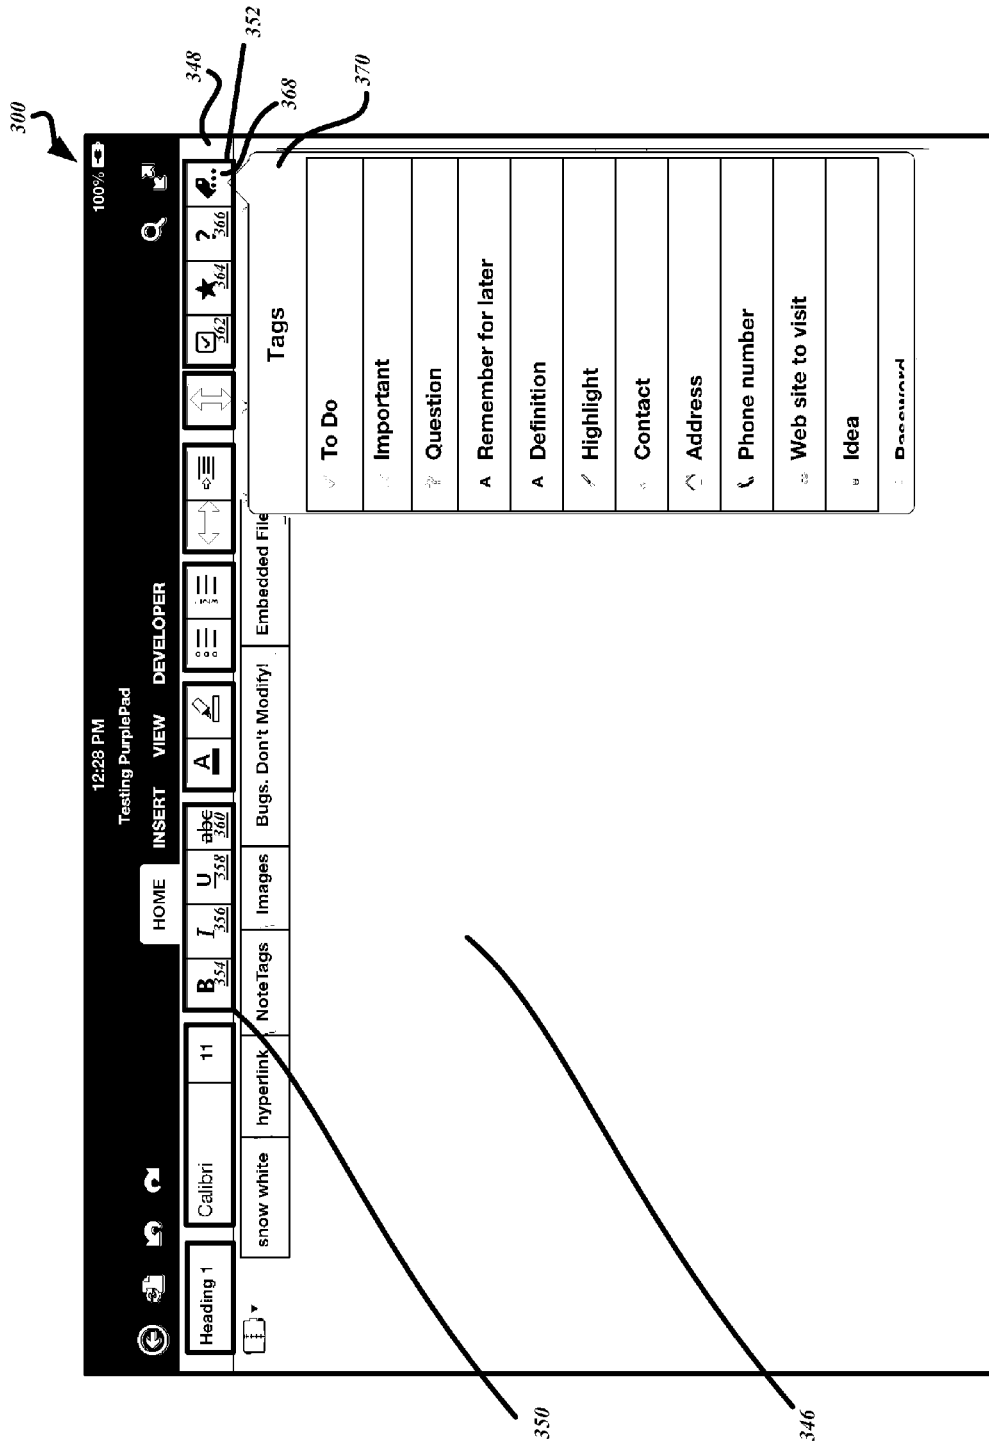 300
12:28 PM
100%
Testing PurplePad
HOME INSERT VIEW DEVELOPER
348
352
Heading 1
Calibri 11
B I U abc A ? ...
354 356 358 360 362 364 366
368
snow white hyperlink NoteTags Images Bugs. Don't Modify! Embedded File
370
Tags
To Do
Important
? Question
A Remember for later
A Definition
Highlight
Contact
Address
Phone number
Web site to visit
Idea
Password
350
346